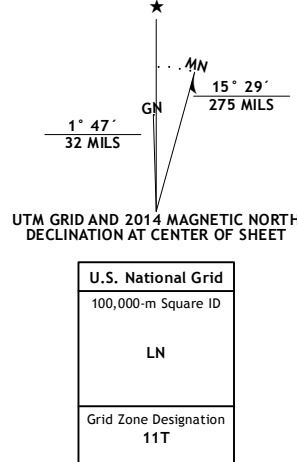 ★
MN
15° 29´
275 MILS
GN
1° 47´
32 MILS
UTM GRID AND 2014 MAGNETIC NORTH
DECLINATION AT CENTER OF SHEET
U.S. National Grid
100,000-m Square ID
LN
Grid Zone Designation
11T